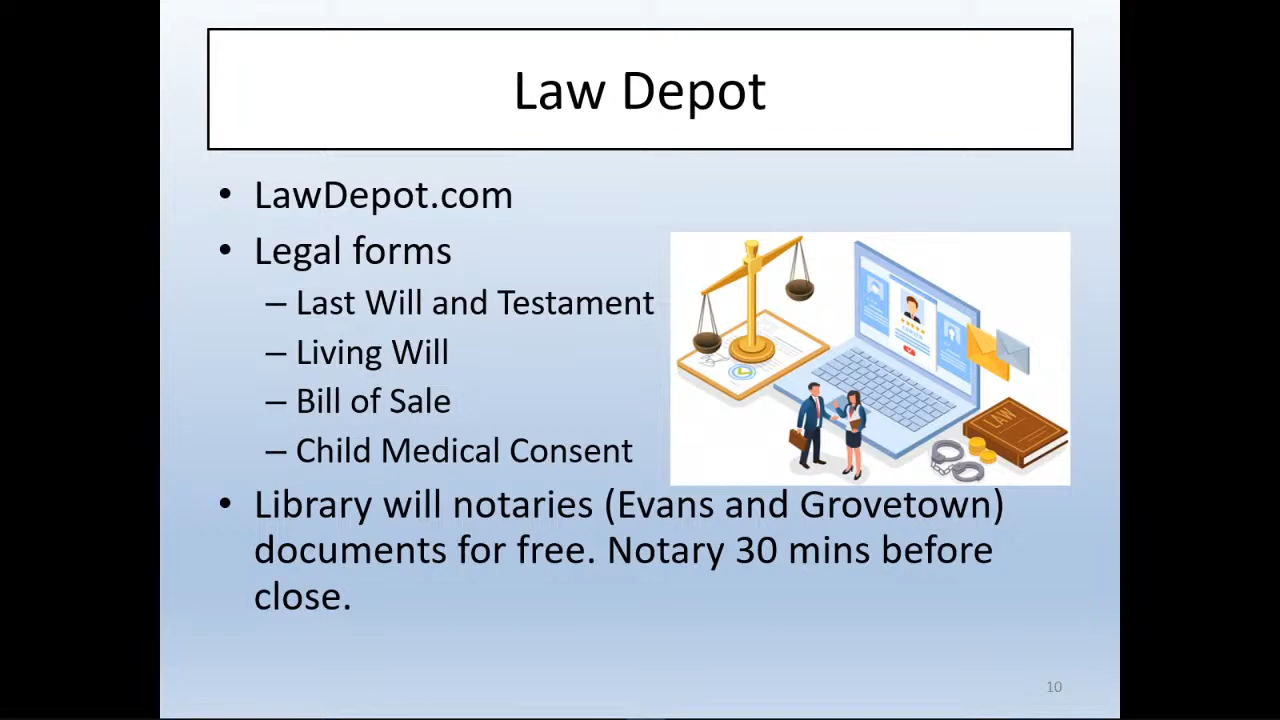 Law Depot
• LawDepot.com
• Legal forms
– Last Will and Testament
– Living Will
– Bill of Sale
– Child Medical Consent
LAW
• Library will notaries (Evans and Grovetown)
documents for free. Notary 30 mins before
close.
10